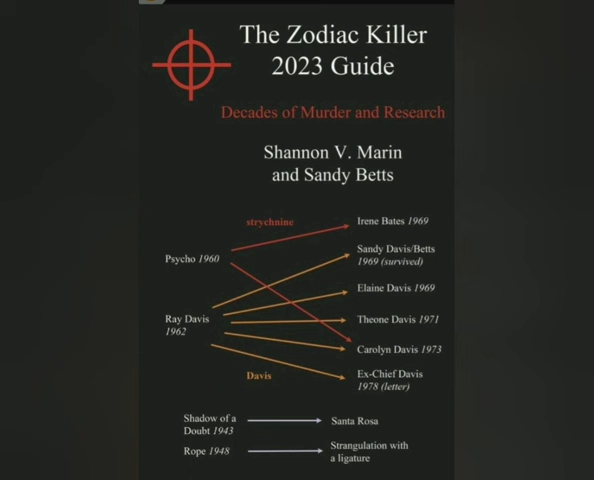 The Zodiac Killer
2023 Guide
Decades of Murder and Research
Shannon V. Marin
and Sandy Betts
strychnine
Irene Bates 1969
Psycho 1960
Sandy Davis/Betts
1969 (survived)
Elaine Davis 1969
Ray Davis
1962
Theone Davis 1971
Carolyn Davis 1973
Davis
Ex-Chief Davis
1978 (letter)
Shadow of a
Doubt 1943
Santa Rosa
Rope 1948
Strangulation with
a ligature